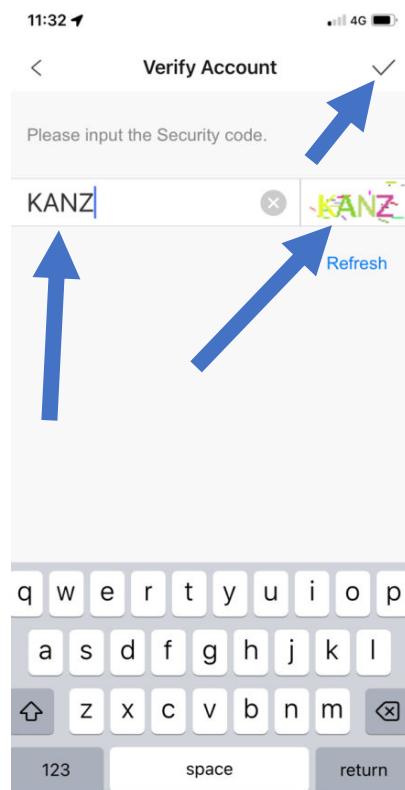 11:32 4G
Verify Account
Please input the Security code.
KANZ KANZ
Refresh
q w e r t y u i o p
a s d f g h j k l
z x c v b n m
123 space return